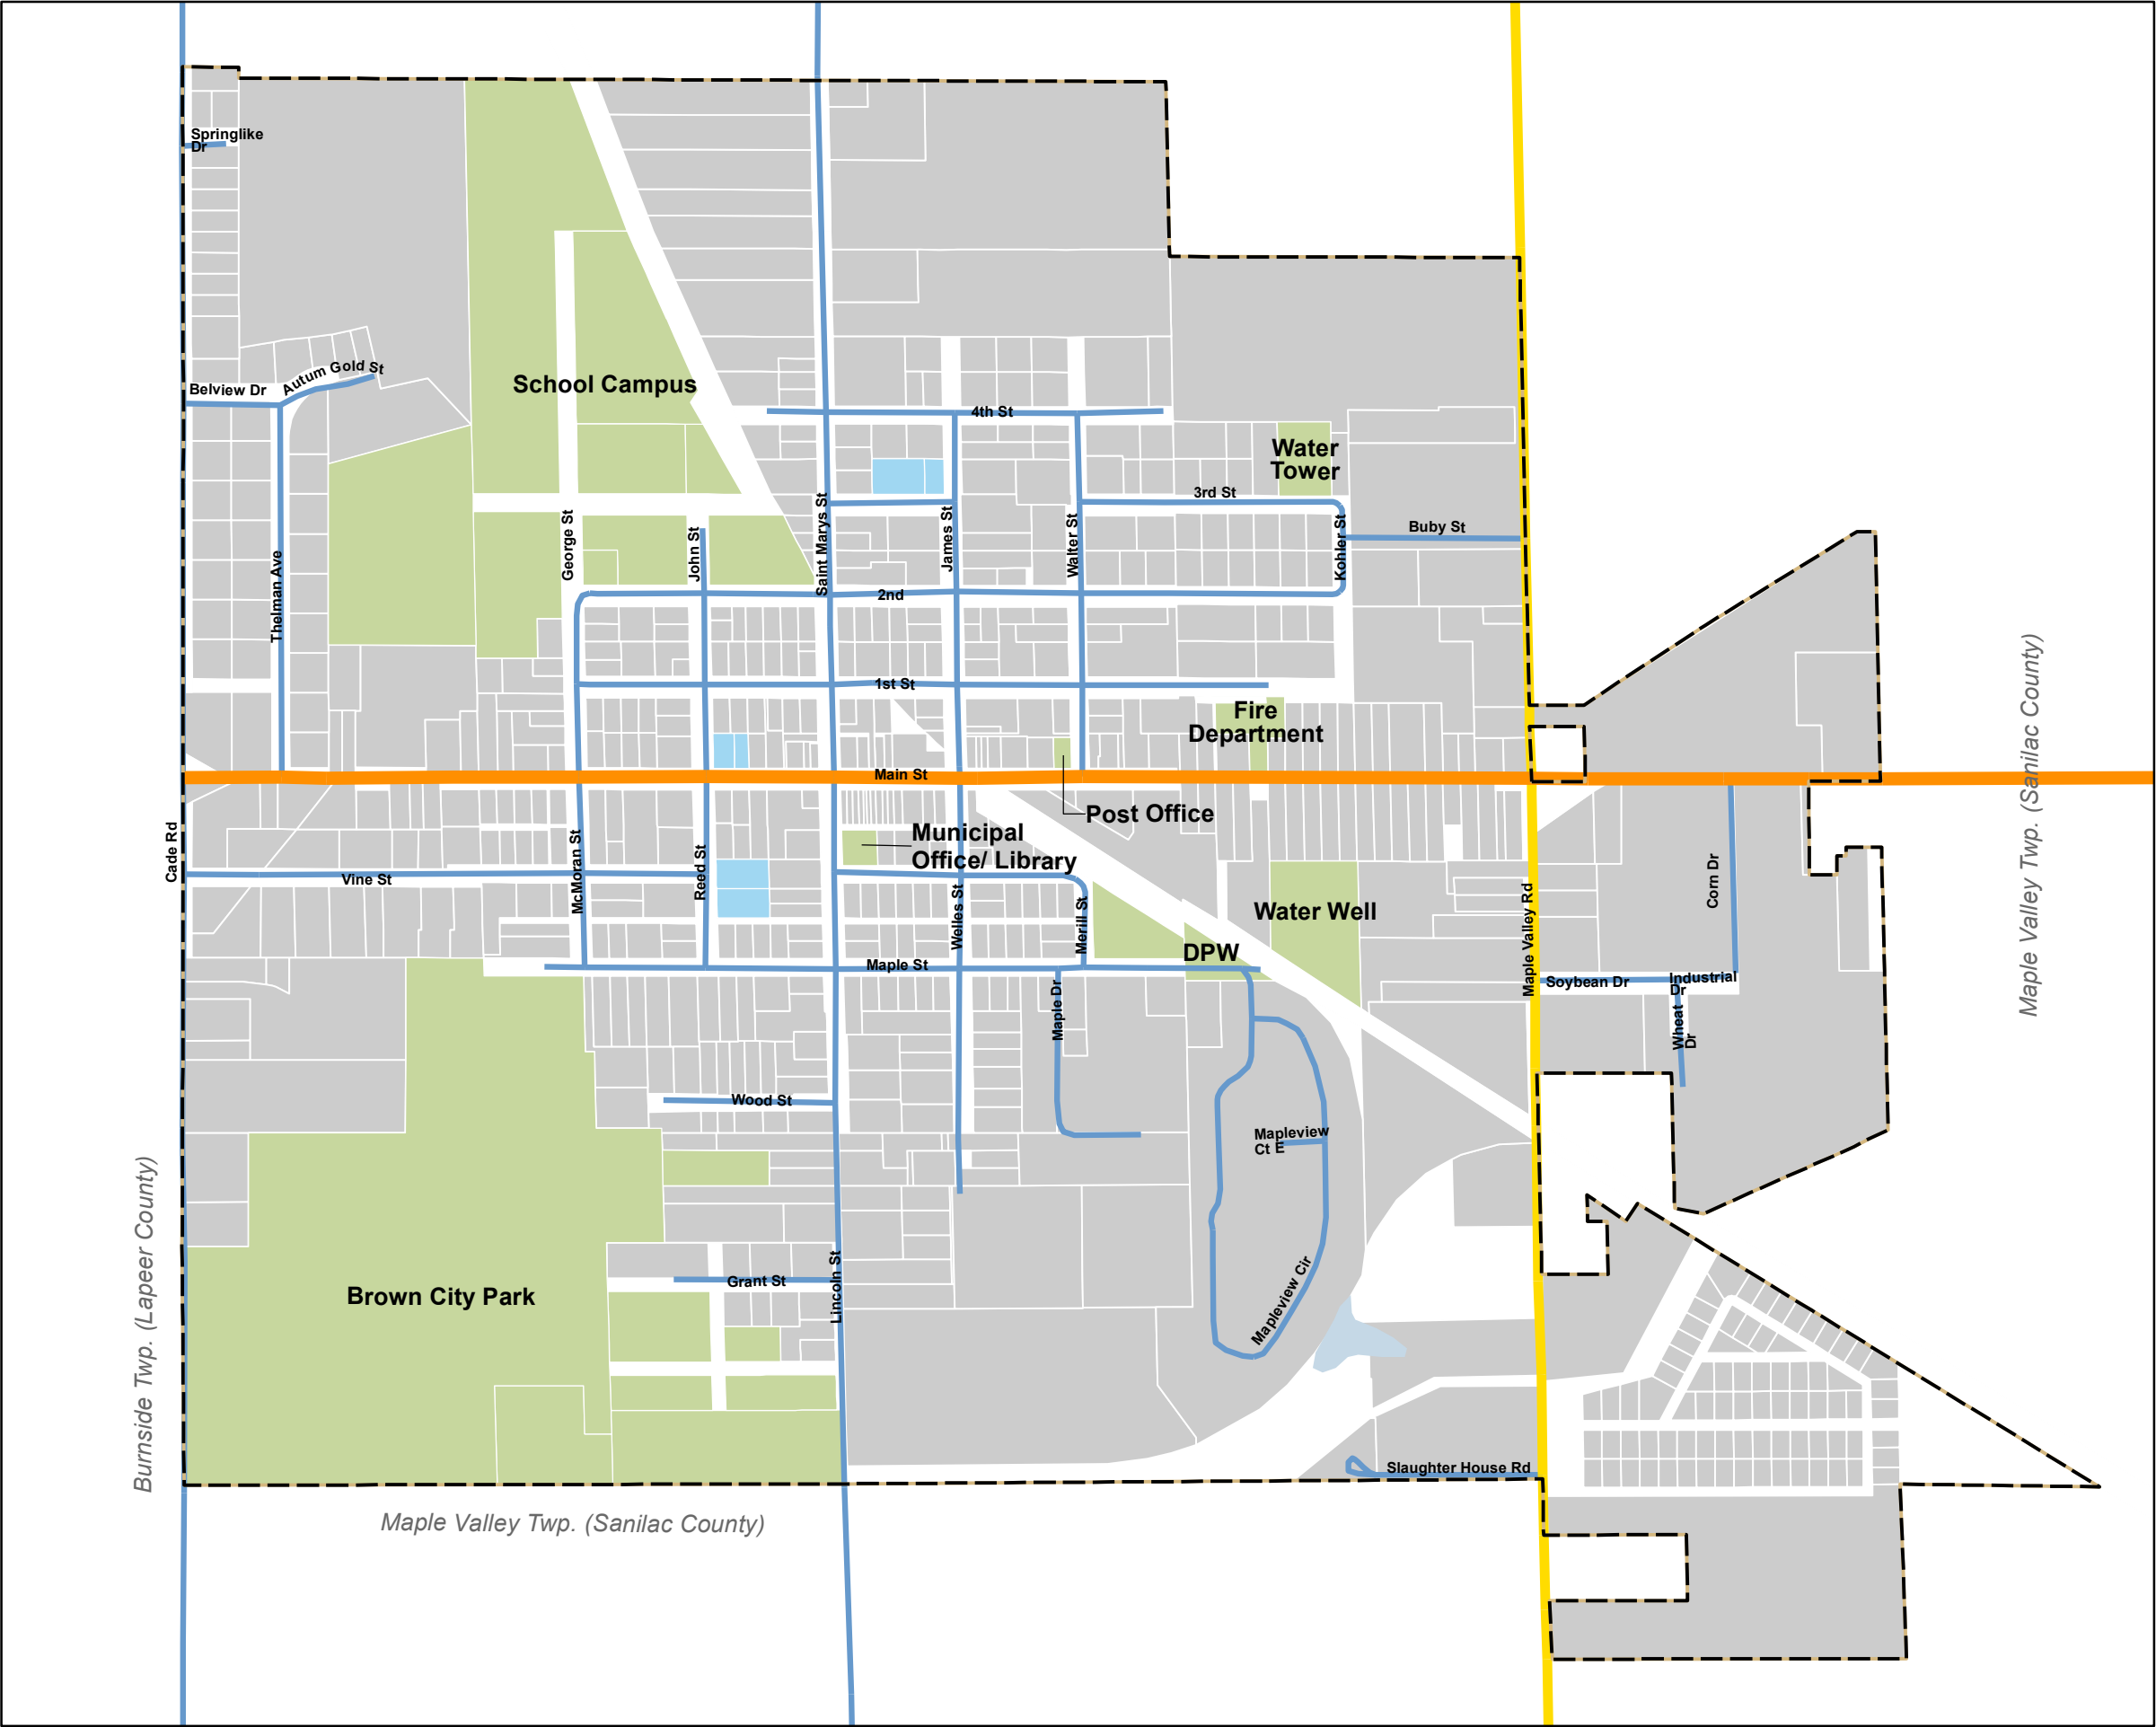 Springlike
Dr
School Campus
Autum Gold St
Belview Dr
4th St
Water
Tower
3rd St
Saint Marys St
George St
John St
James St
Walter St
Kohler St
Buby St
Thelman Ave
2nd
1st St
Fire
Department
Main St
Post Office
Municipal
Office/ Library
Cade Rd
Vine St
McMoran St
Reed St
Welles St
Merill St
Water Well
DPW
Maple Valley Rd
Corn Dr
Maple Valley Twp. (Sanilac County)
Maple St
Soybean Dr
Industrial
Dr
Wheat
Dr
Maple Dr
Wood St
Mapleview
Ct E
Burnside Twp. (Lapeer County)
Brown City Park
Grant St
Lincoln St
Mapleview Cir
Slaughter House Rd
Maple Valley Twp. (Sanilac County)